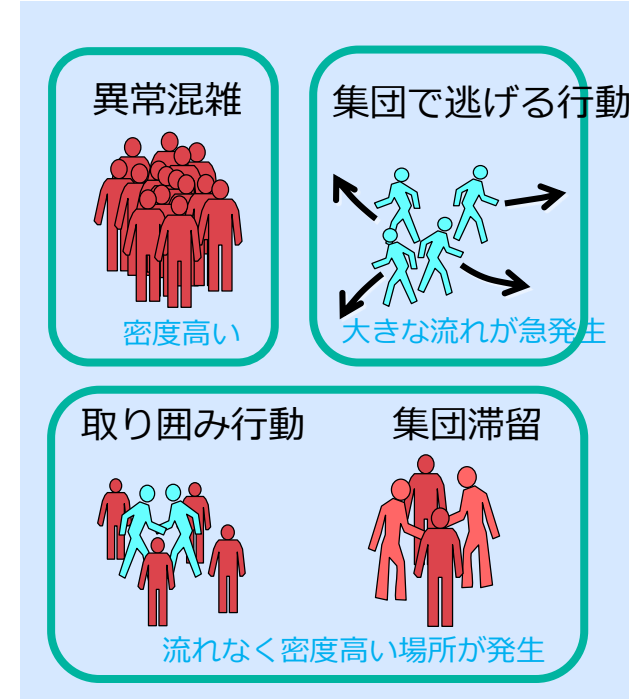 異常混雑
密度高い
集団で逃げる行動
大きな流れが急発生
取り囲み行動
集団滞留
流れなく密度高い場所が発生